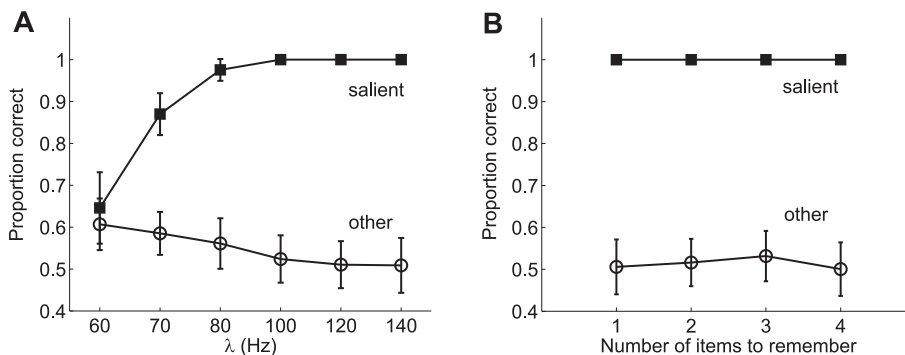 A
Proportion correct
1
0.9
0.8
0.7
0.6
0.5
0.4
salient
other
60 70 80 100 120 140
λ (Hz)
B
Proportion correct
1
0.9
0.8
0.7
0.6
0.5
0.4
salient
other
1 2 3 4
Number of items to remember